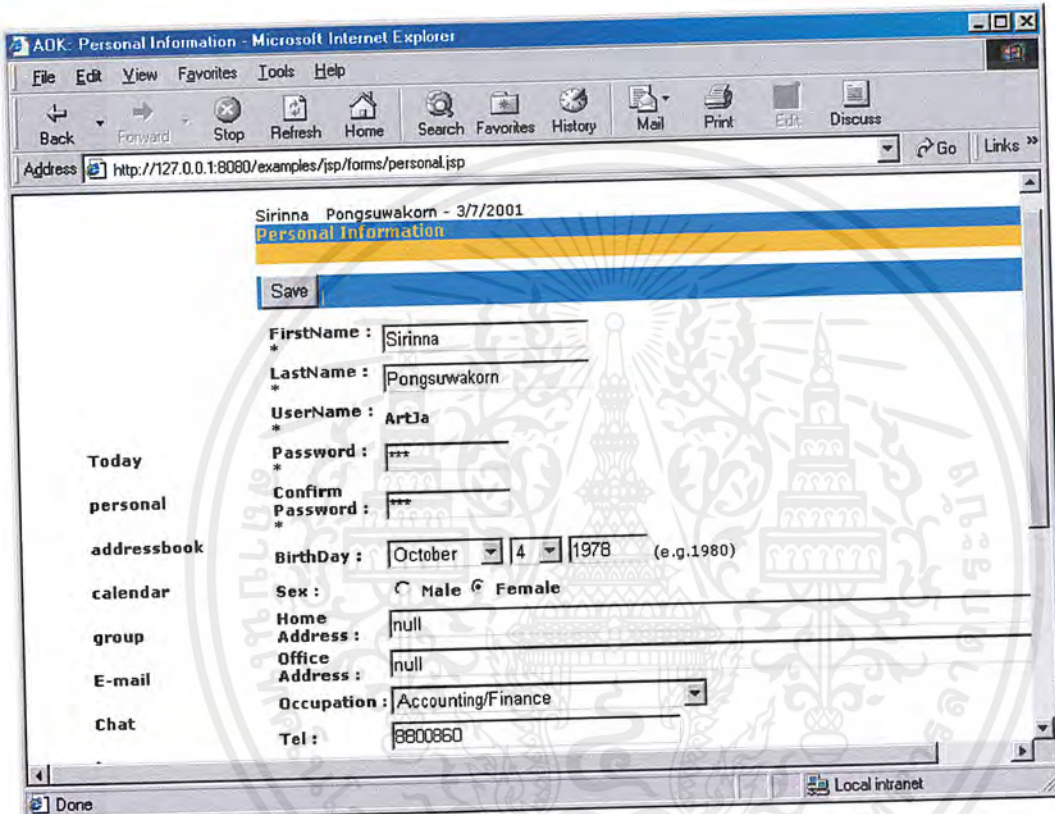 AOK: Personal Information - Microsoft Internet Explorer
File Edit View Favorites Tools Help
Back Forward Stop Refresh Home Search Favorites History Mail Print Edit Discuss
Address http://127.0.0.1:8080/examples/jsp/forms/personal.jsp Go Links »
Sirinna Pongsuwakorn - 3/7/2001
Personal Information
Save
FirstName : * Sirinna
LastName : * Pongsuwakorn
UserName : * ArtJa
Password : * ***
Confirm Password : * ***
BirthDay : October 4 1978 (e.g.1980)
Sex : Male Female
Home Address : null
Office Address : null
Occupation : Accounting/Finance
Tel : 8800860
Today
personal
addressbook
calendar
group
E-mail
Chat
Done Local intranet